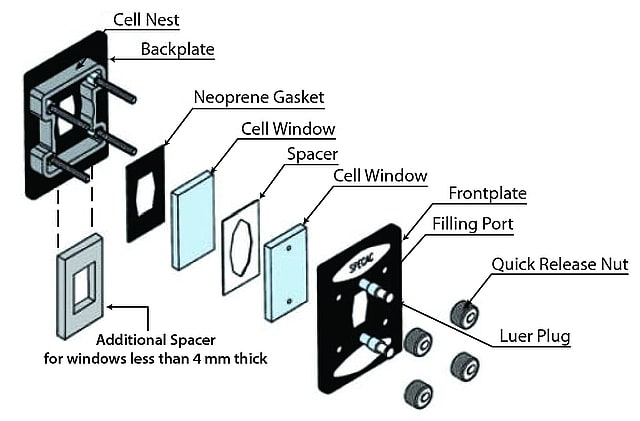 Cell Nest
Backplate
Neoprene Gasket
Cell Window
Spacer
Cell Window
Frontplate
Filling Port
SPECAC
Quick Release Nut
Luer Plug
Additional Spacer
for windows less than 4 mm thick